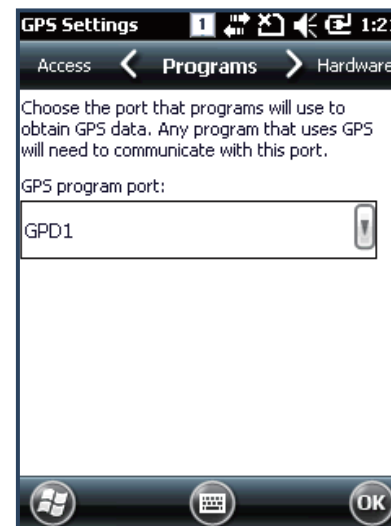 GPS Settings 1 1:2
Access Programs Hardware
Choose the port that programs will use to
obtain GPS data. Any program that uses GPS
will need to communicate with this port.
GPS program port:
GPD1
OK